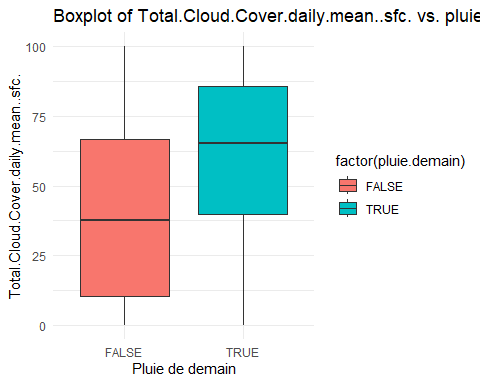 Boxplot of Total.Cloud.Cover.daily.mean..sfc. vs. pluie
Total.Cloud.Cover.daily.mean..sfc.
100
75
50
25
0
FALSE TRUE
Pluie de demain
factor(pluie.demain)
FALSE
TRUE